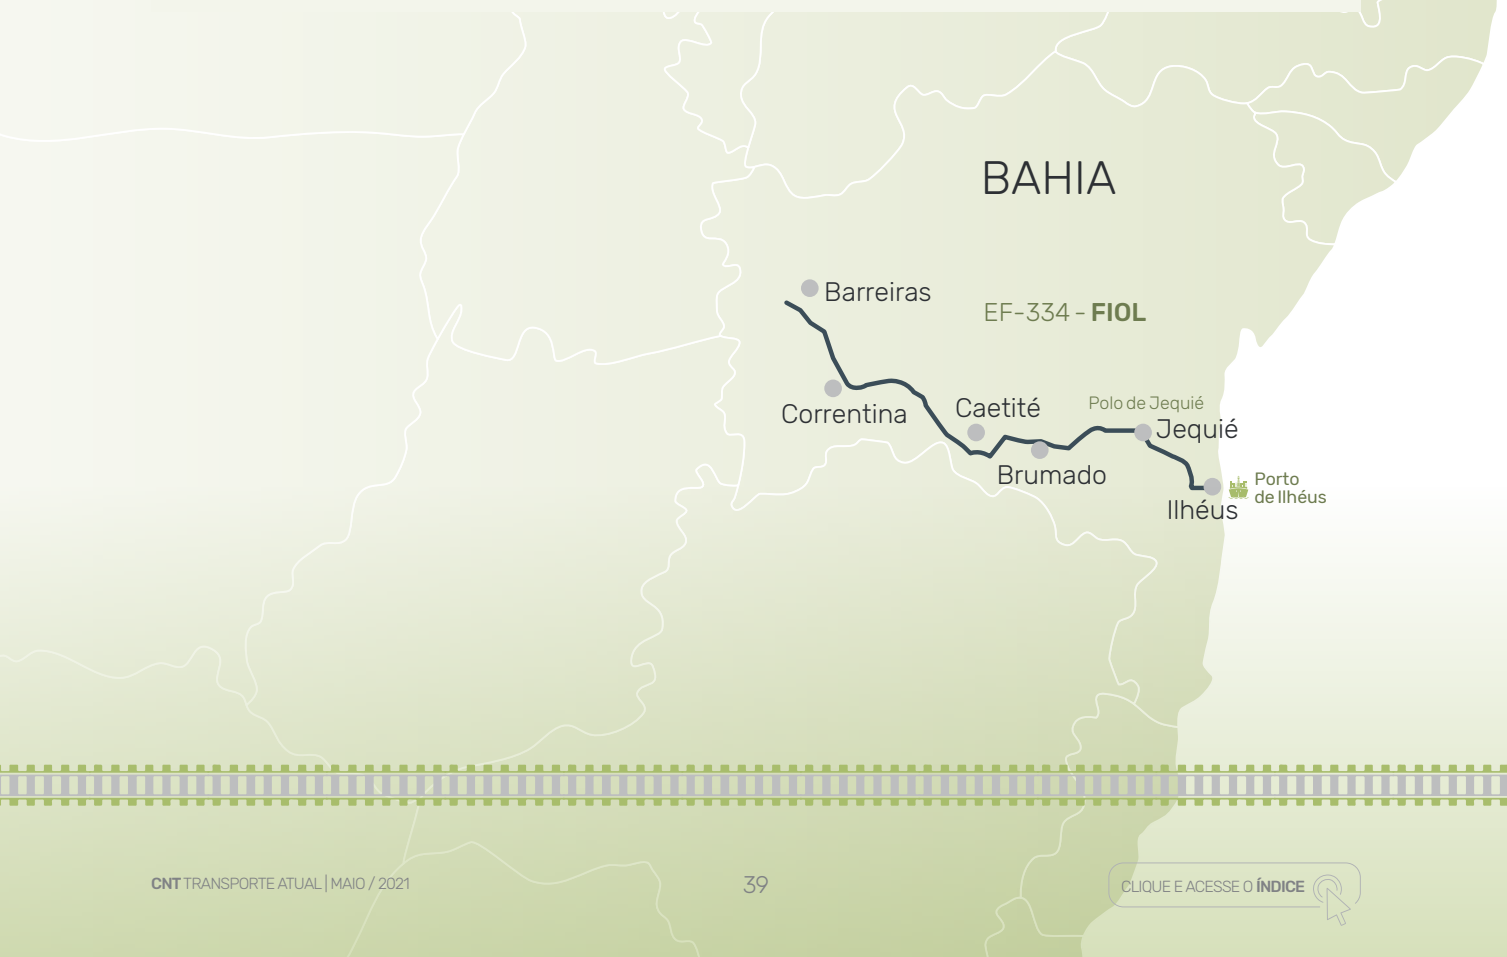 BAHIA
Barreiras
EF-334 - FIOL
Polo de Jequié
Caetité
Correntina
Jequié
Brumado
Porto
de Ilhéus
Ilhéus
CNT TRANSPORTE ATUAL | MAIO / 2021
39
CLIQUE E ACESSE O ÍNDICE